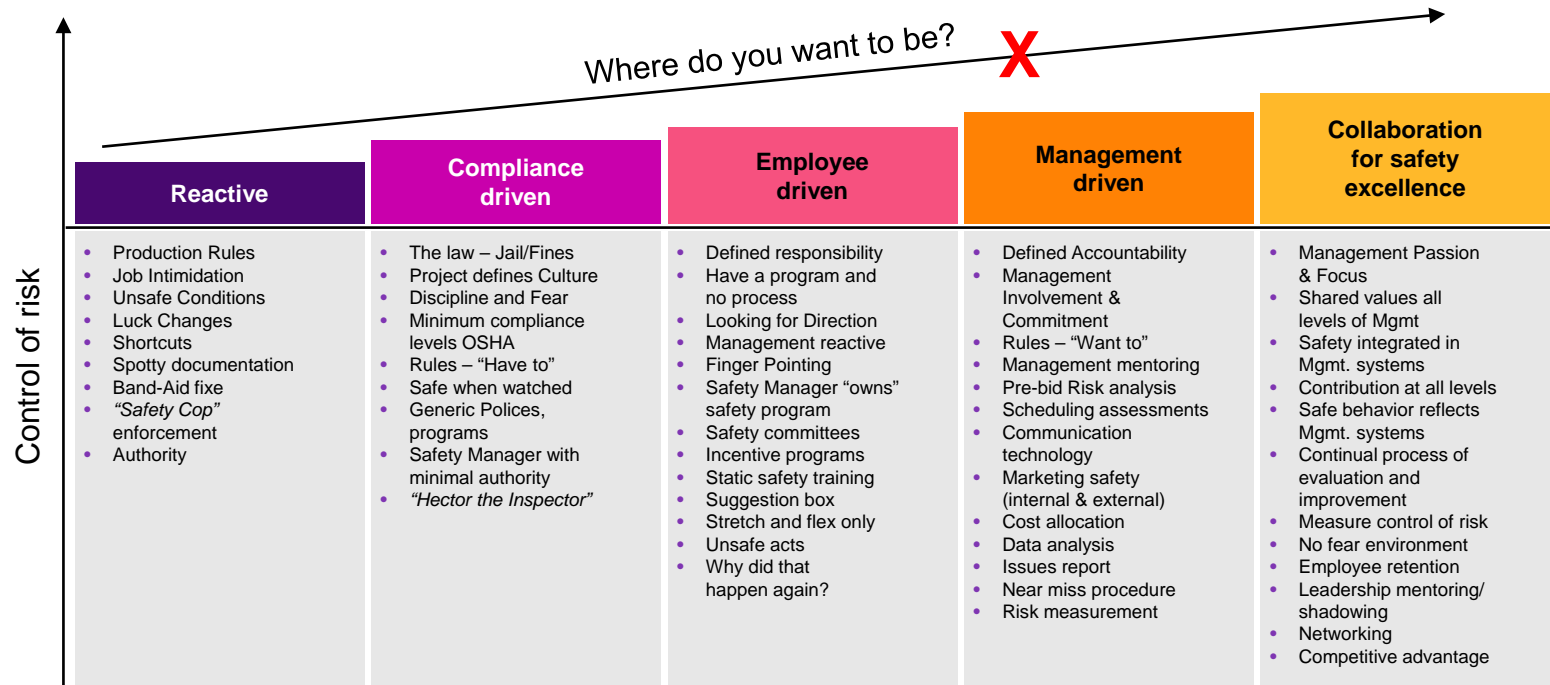 Where do you want to be?
X
Control of risk
Reactive
• Production Rules
• Job Intimidation
• Unsafe Conditions
• Luck Changes
• Shortcuts
• Spotty documentation
• Band-Aid fixe
• “Safety Cop”
enforcement
• Authority
Compliance
driven
• The law – Jail/Fines
• Project defines Culture
• Discipline and Fear
• Minimum compliance
levels OSHA
• Rules – “Have to”
• Safe when watched
• Generic Polices,
programs
• Safety Manager with
minimal authority
• “Hector the Inspector”
Employee
driven
• Defined responsibility
• Have a program and
no process
• Looking for Direction
• Management reactive
• Finger Pointing
• Safety Manager “owns”
safety program
• Safety committees
• Incentive programs
• Static safety training
• Suggestion box
• Stretch and flex only
• Unsafe acts
• Why did that
happen again?
Management
driven
• Defined Accountability
• Management
Involvement &
Commitment
• Rules – “Want to”
• Management mentoring
• Pre-bid Risk analysis
• Scheduling assessments
• Communication
technology
• Marketing safety
(internal & external)
• Cost allocation
• Data analysis
• Issues report
• Near miss procedure
• Risk measurement
Collaboration
for safety
excellence
• Management Passion
& Focus
• Shared values all
levels of Mgmt
• Safety integrated in
Mgmt. systems
• Contribution at all levels
• Safe behavior reflects
Mgmt. systems
• Continual process of
evaluation and
improvement
• Measure control of risk
• No fear environment
• Employee retention
• Leadership mentoring/
shadowing
• Networking
• Competitive advantage